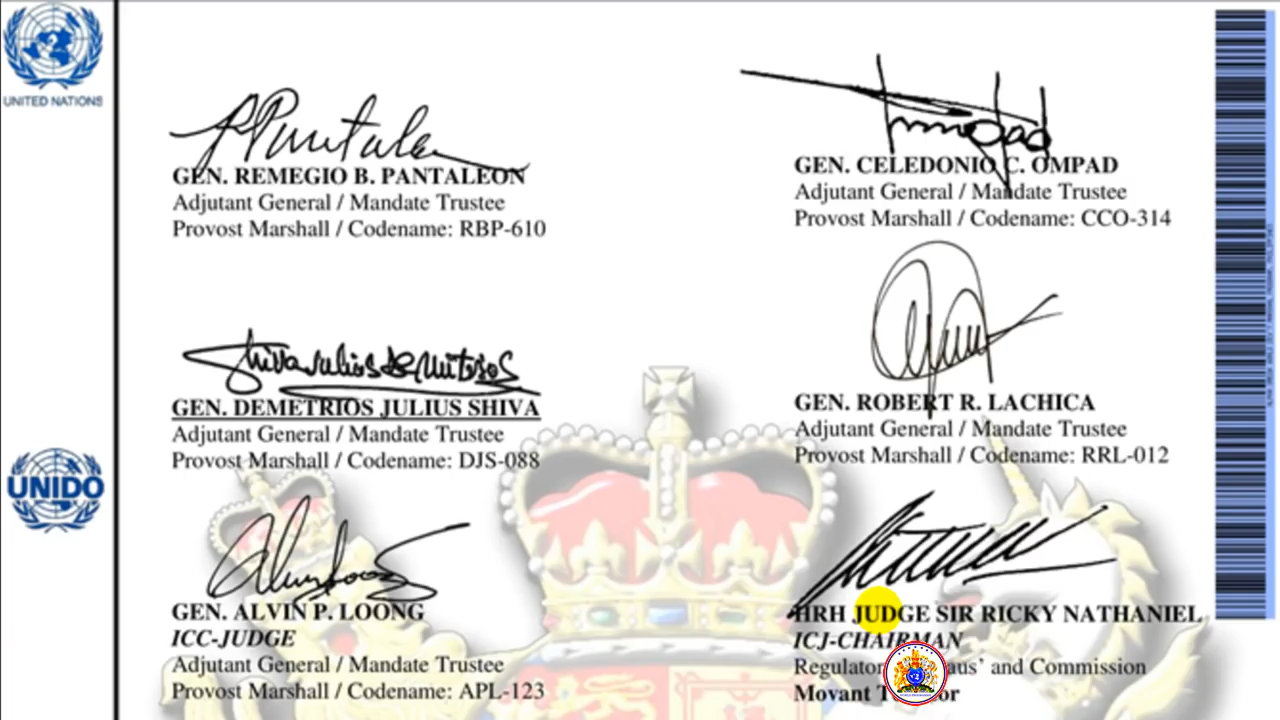 UNITED NATIONS
GEN. REMEGIO B. PANTALEON
Adjutant General / Mandate Trustee
Provost Marshall / Codename: RBP-610
GEN. CELEDONIO C. OMPAD
Adjutant General / Mandate Trustee
Provost Marshall / Codename: CCO-314
GEN. DEMETRIOS JULIUS SHIVA
Adjutant General / Mandate Trustee
Provost Marshall / Codename: DJS-088
GEN. ROBERT R. LACHICA
Adjutant General / Mandate Trustee
Provost Marshall / Codename: RRL-012
UNIDO
GEN. ALVIN P. LOONG
ICC-JUDGE
Adjutant General / Mandate Trustee
Provost Marshall / Codename: APL-123
HRH JUDGE SIR RICKY NATHANIEL
ICJ-CHAIRMAN
and Commission
Movant